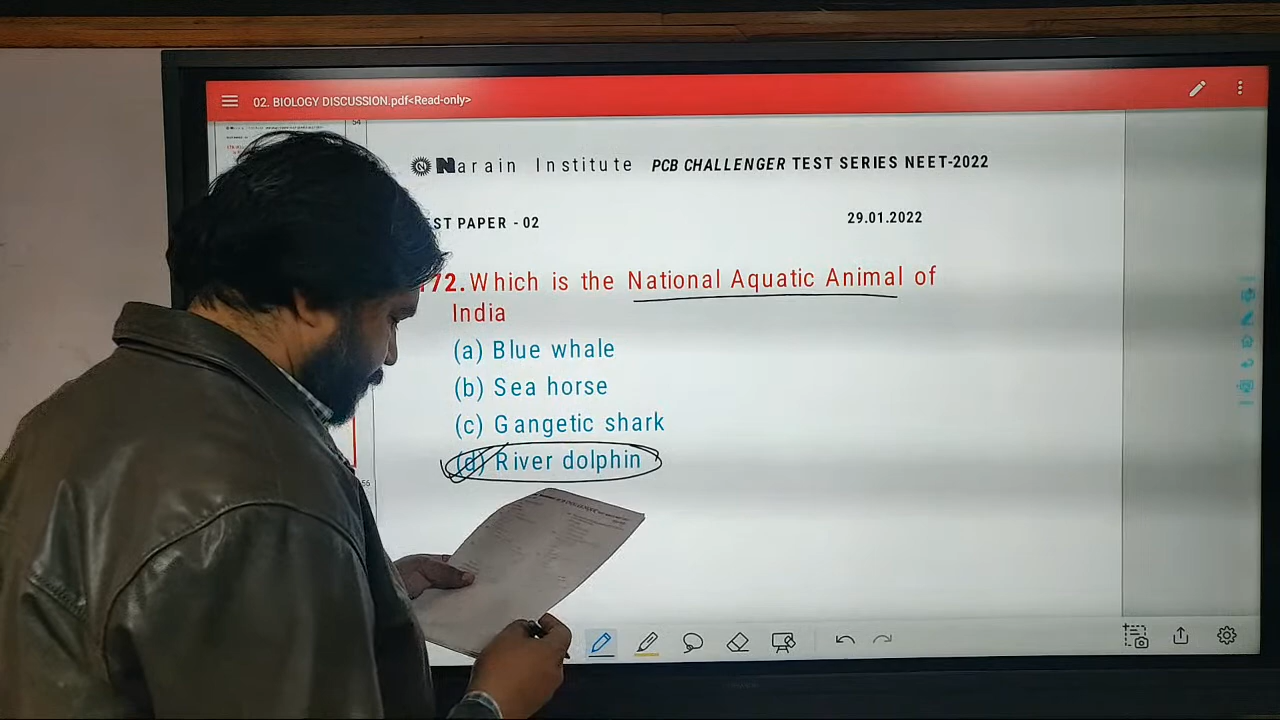 02. BIOLOGY DISCUSSION.pdf<Read-only>
54
Narain Institute PCB CHALLENGER TEST SERIES NEET-2022
ST PAPER - 02
29.01.2022
72. Which is the National Aquatic Animal of
India
(a) Blue whale
(b) Sea horse
(c) Gangetic shark
(d) River dolphin